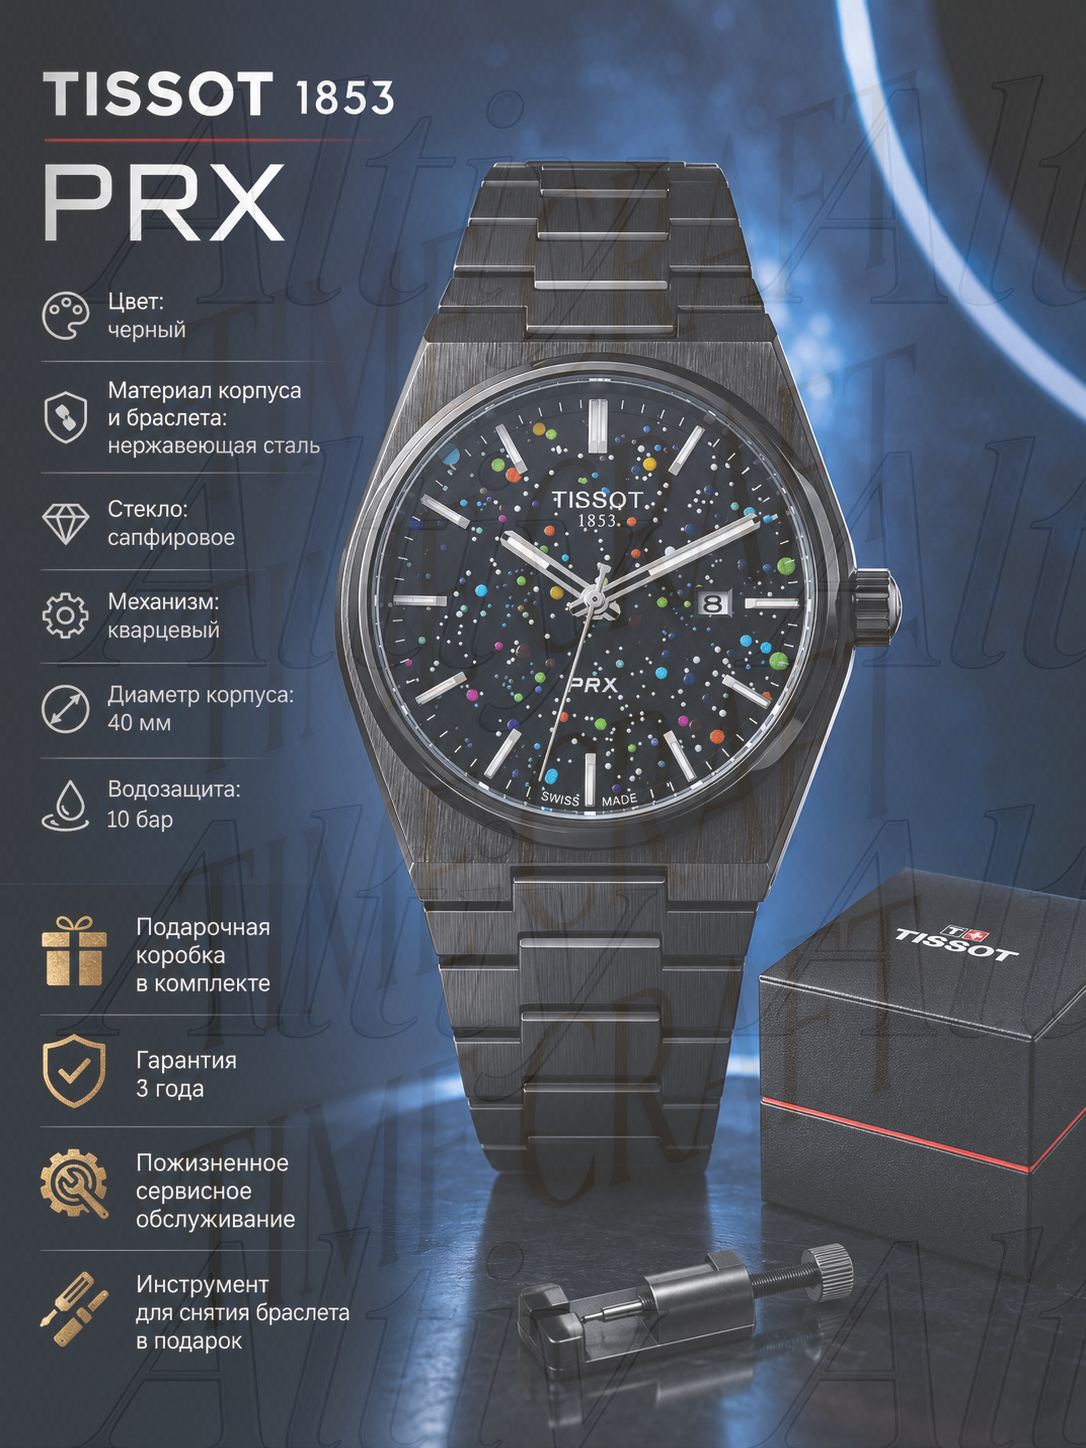 TISSOT 1853
PRX
Цвет:
черный
Материал корпуса
и браслета:
нержавеющая сталь
Стекло:
сапфировое
Механизм:
кварцевый
Диаметр корпуса:
40 мм
Водозащита:
10 бар
Подарочная
коробка
в комплекте
Гарантия
3 года
Пожизненное
сервисное
обслуживание
Инструмент
для снятия браслета
в подарок
TISSOT
1853
8
PRX
SWISS MADE
T+
TISSOT
TIMECRAFT
TIMECRAFT